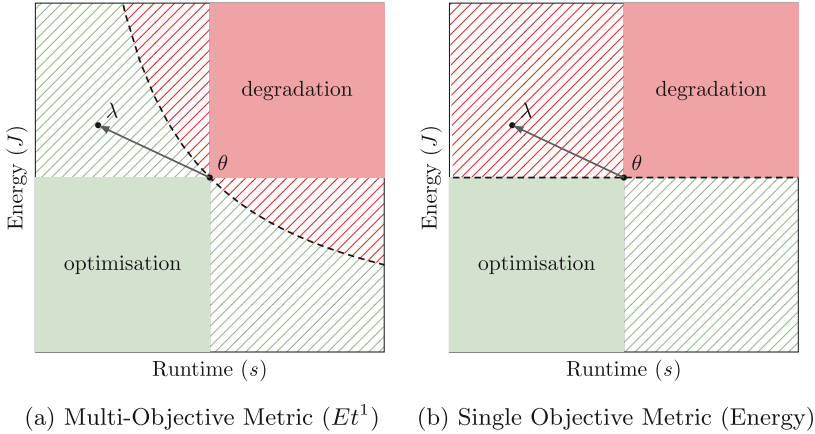 degradation
λ
θ
Energy (J)
optimisation
Runtime (s)
(a) Multi-Objective Metric (Et¹)
degradation
λ
θ
Energy (J)
optimisation
Runtime (s)
(b) Single Objective Metric (Energy)